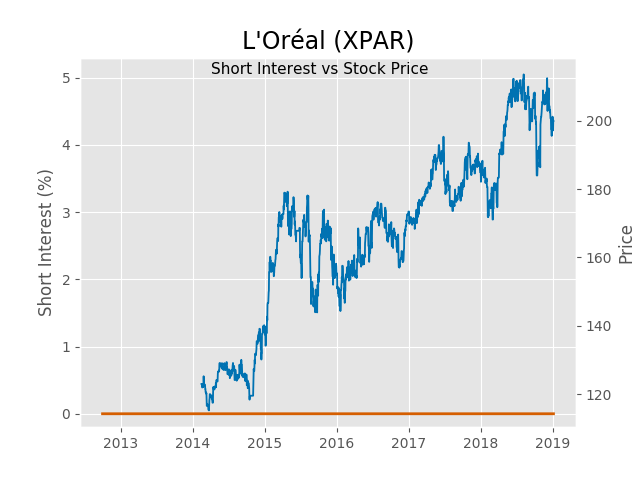 L'Oréal (XPAR)
Short Interest vs Stock Price
Short Interest (%)
5
4
3
2
1
0
200
180
160
140
120
Price
2013 2014 2015 2016 2017 2018 2019